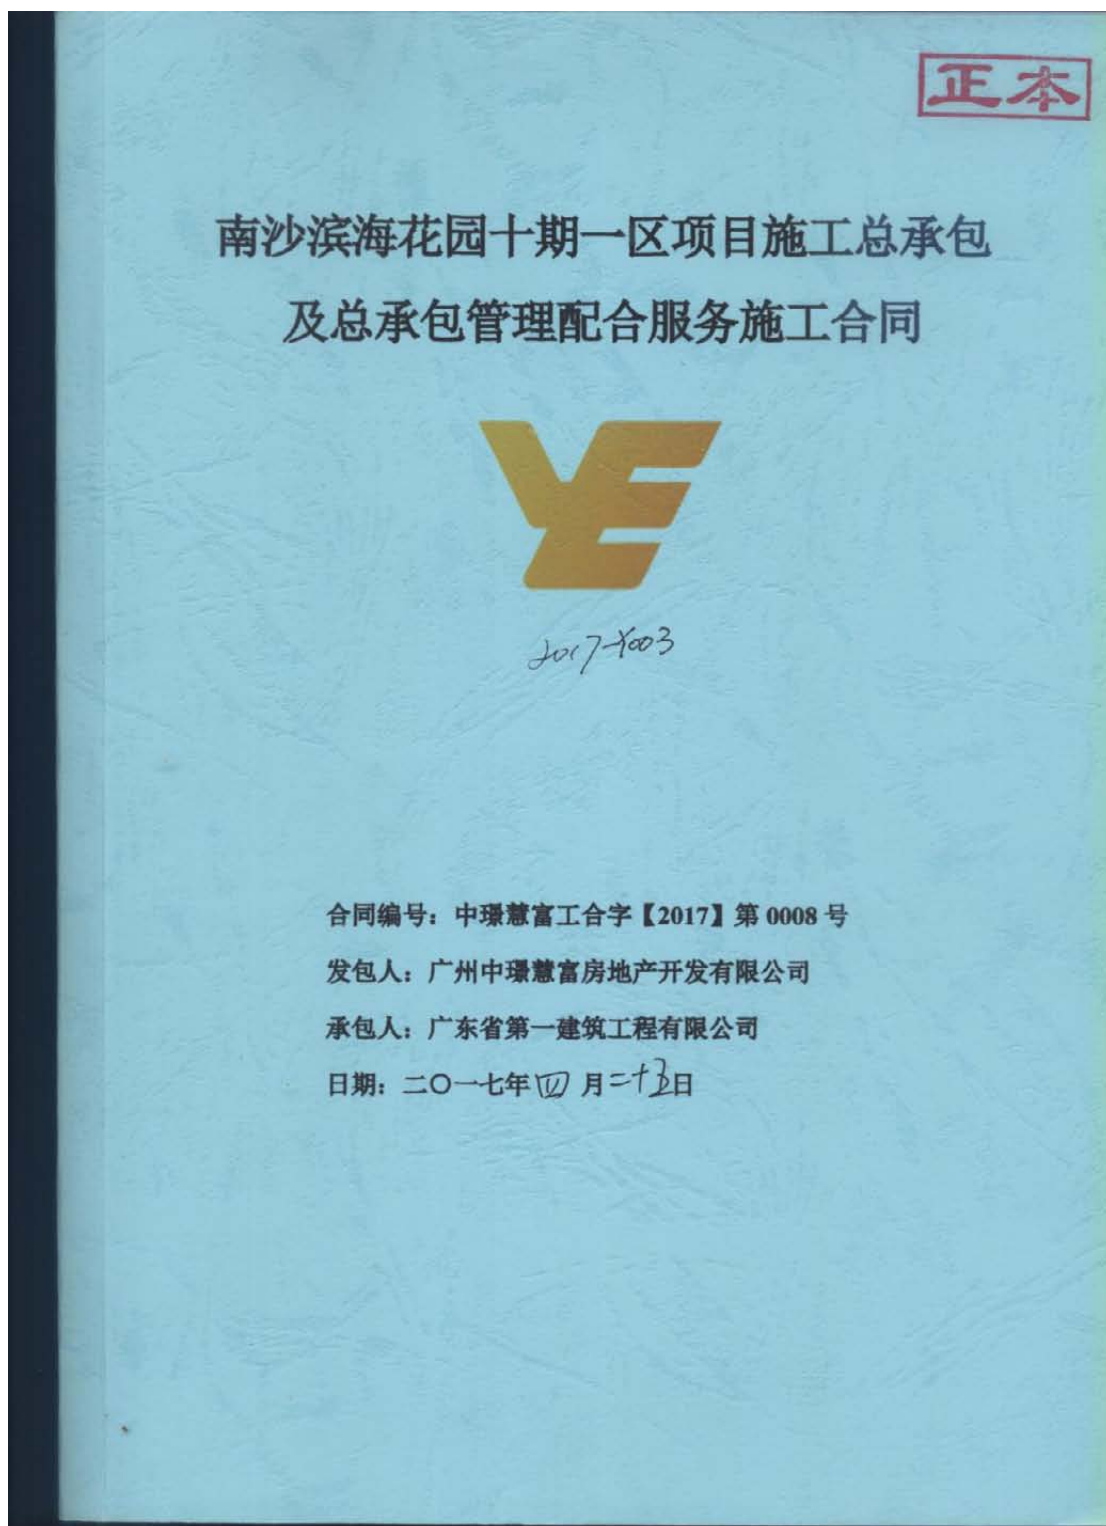 正本
南沙滨海花园十期一区项目施工总承包
及总承包管理配合服务施工合同
2017-Y003
合同编号：中璟慧富工合字【2017】第 0008 号
发包人：广州中璟慧富房地产开发有限公司
承包人：广东省第一建筑工程有限公司
日期：二〇一七年四月二十五日